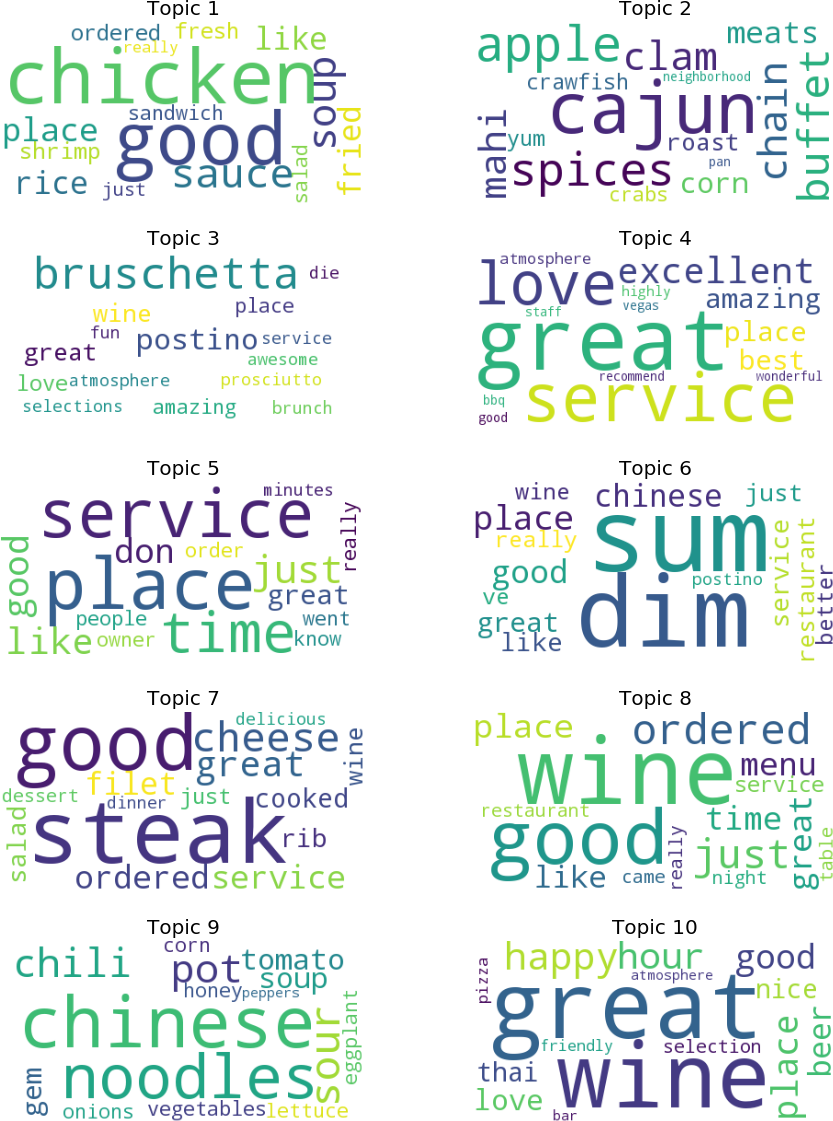 Topic 1
ordered fresh
really like
chicken
soup
sandwich
place good fried
shrimp salad
rice just sauce
Topic 2
apple clam meats
crawfish neighborhood
cajun chain buffet
mahi yum roast
spices pan
crabs corn
Topic 3
bruschetta die
wine place
fun postino service
great awesome
love atmosphere prosciutto
selections amazing brunch
Topic 4
atmosphere
love excellent
highly amazing
staff vegas
great place
best
recommend wonderful
bbq service
good
Topic 5
minutes
service really
good don order
place just
great
people went
like owner time know
Topic 6
wine chinese just
place sum
really service restaurant
good postino better
ve dim
great
like
Topic 7
delicious
good cheese wine
great
filet
dessert dinner just cooked
salad steak rib
ordered service
Topic 8
place ordered
wine menu
service
restaurant
good time great
really just table
like came night
Topic 9
corn
chili pot tomato
soup
honey peppers
chinese eggplant
noodles sour
gem
onions vegetables lettuce
Topic 10
pizza happy hour good
atmosphere
great nice
friendly selection place beer
thai wine
love
bar